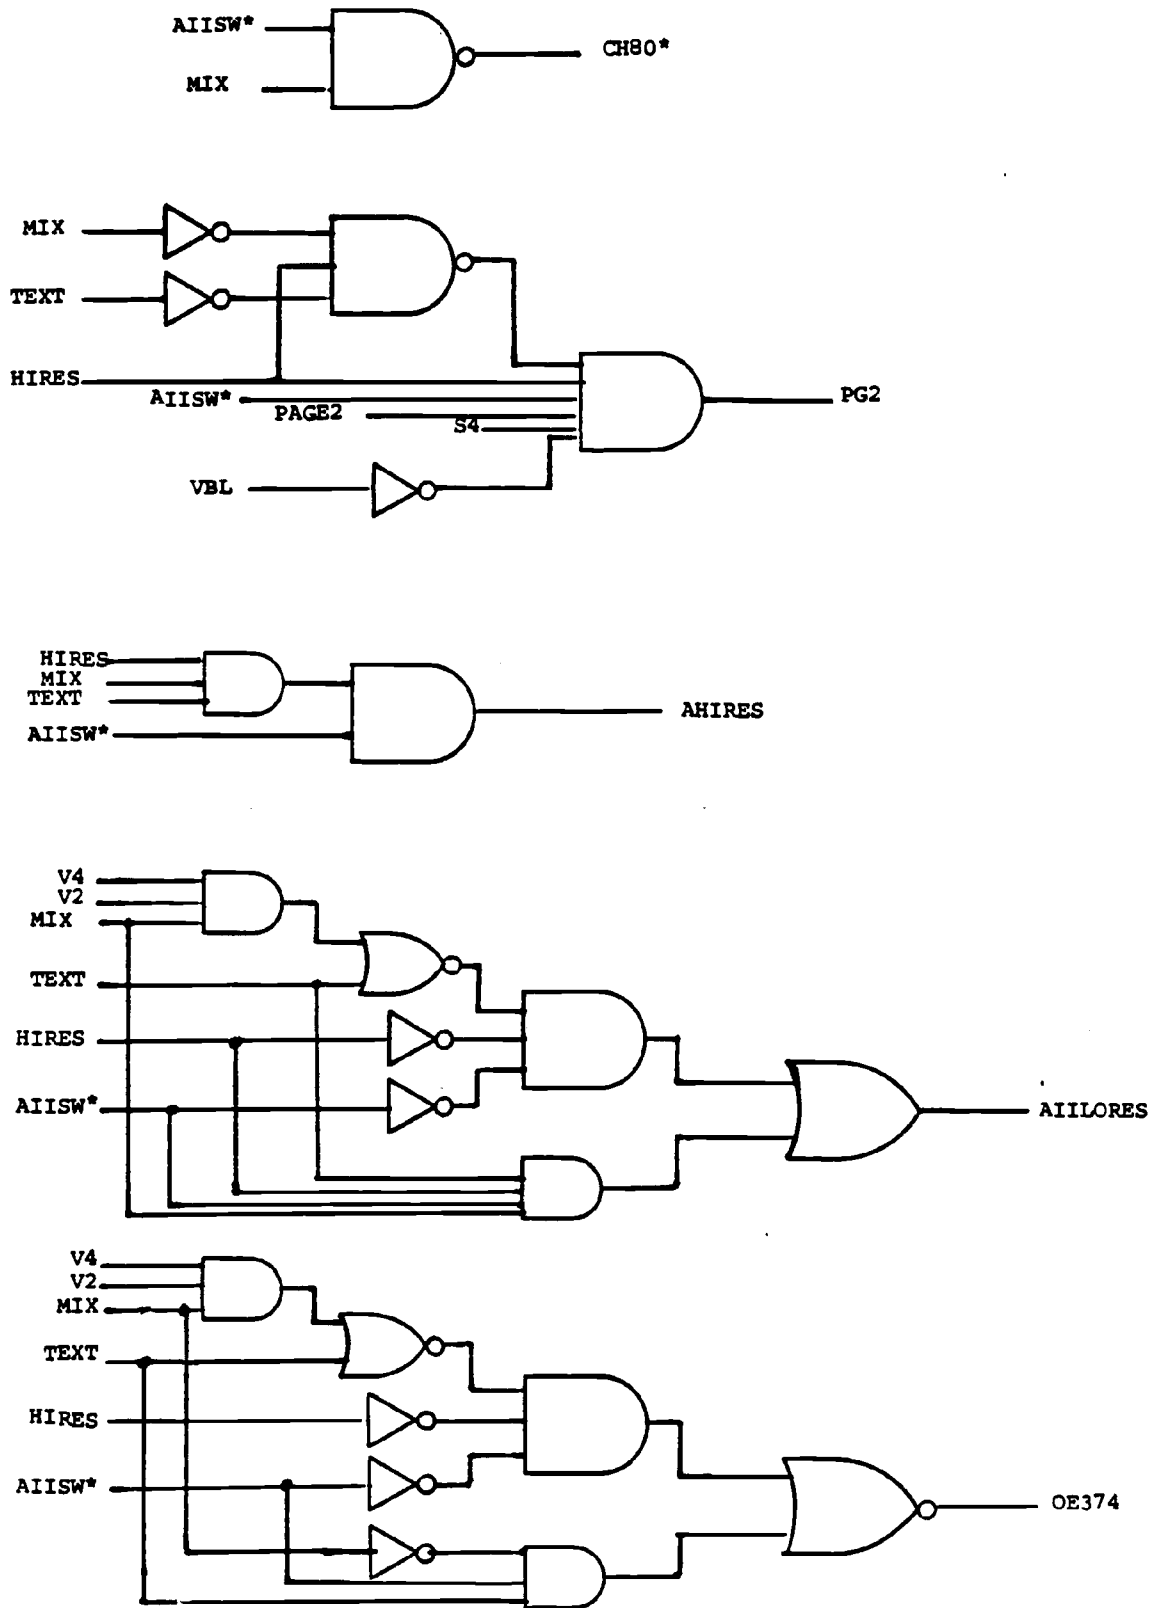 AIISW*
CH80*
MIX
MIX
TEXT
HIRES
AIISW*
PAGE2
S4
PG2
VBL
HIRES
MIX
TEXT
AIISW*
AHIRES
V4
V2
MIX
TEXT
HIRES
AIISW*
AIILORES
V4
V2
MIX
TEXT
HIRES
AIISW*
OE374